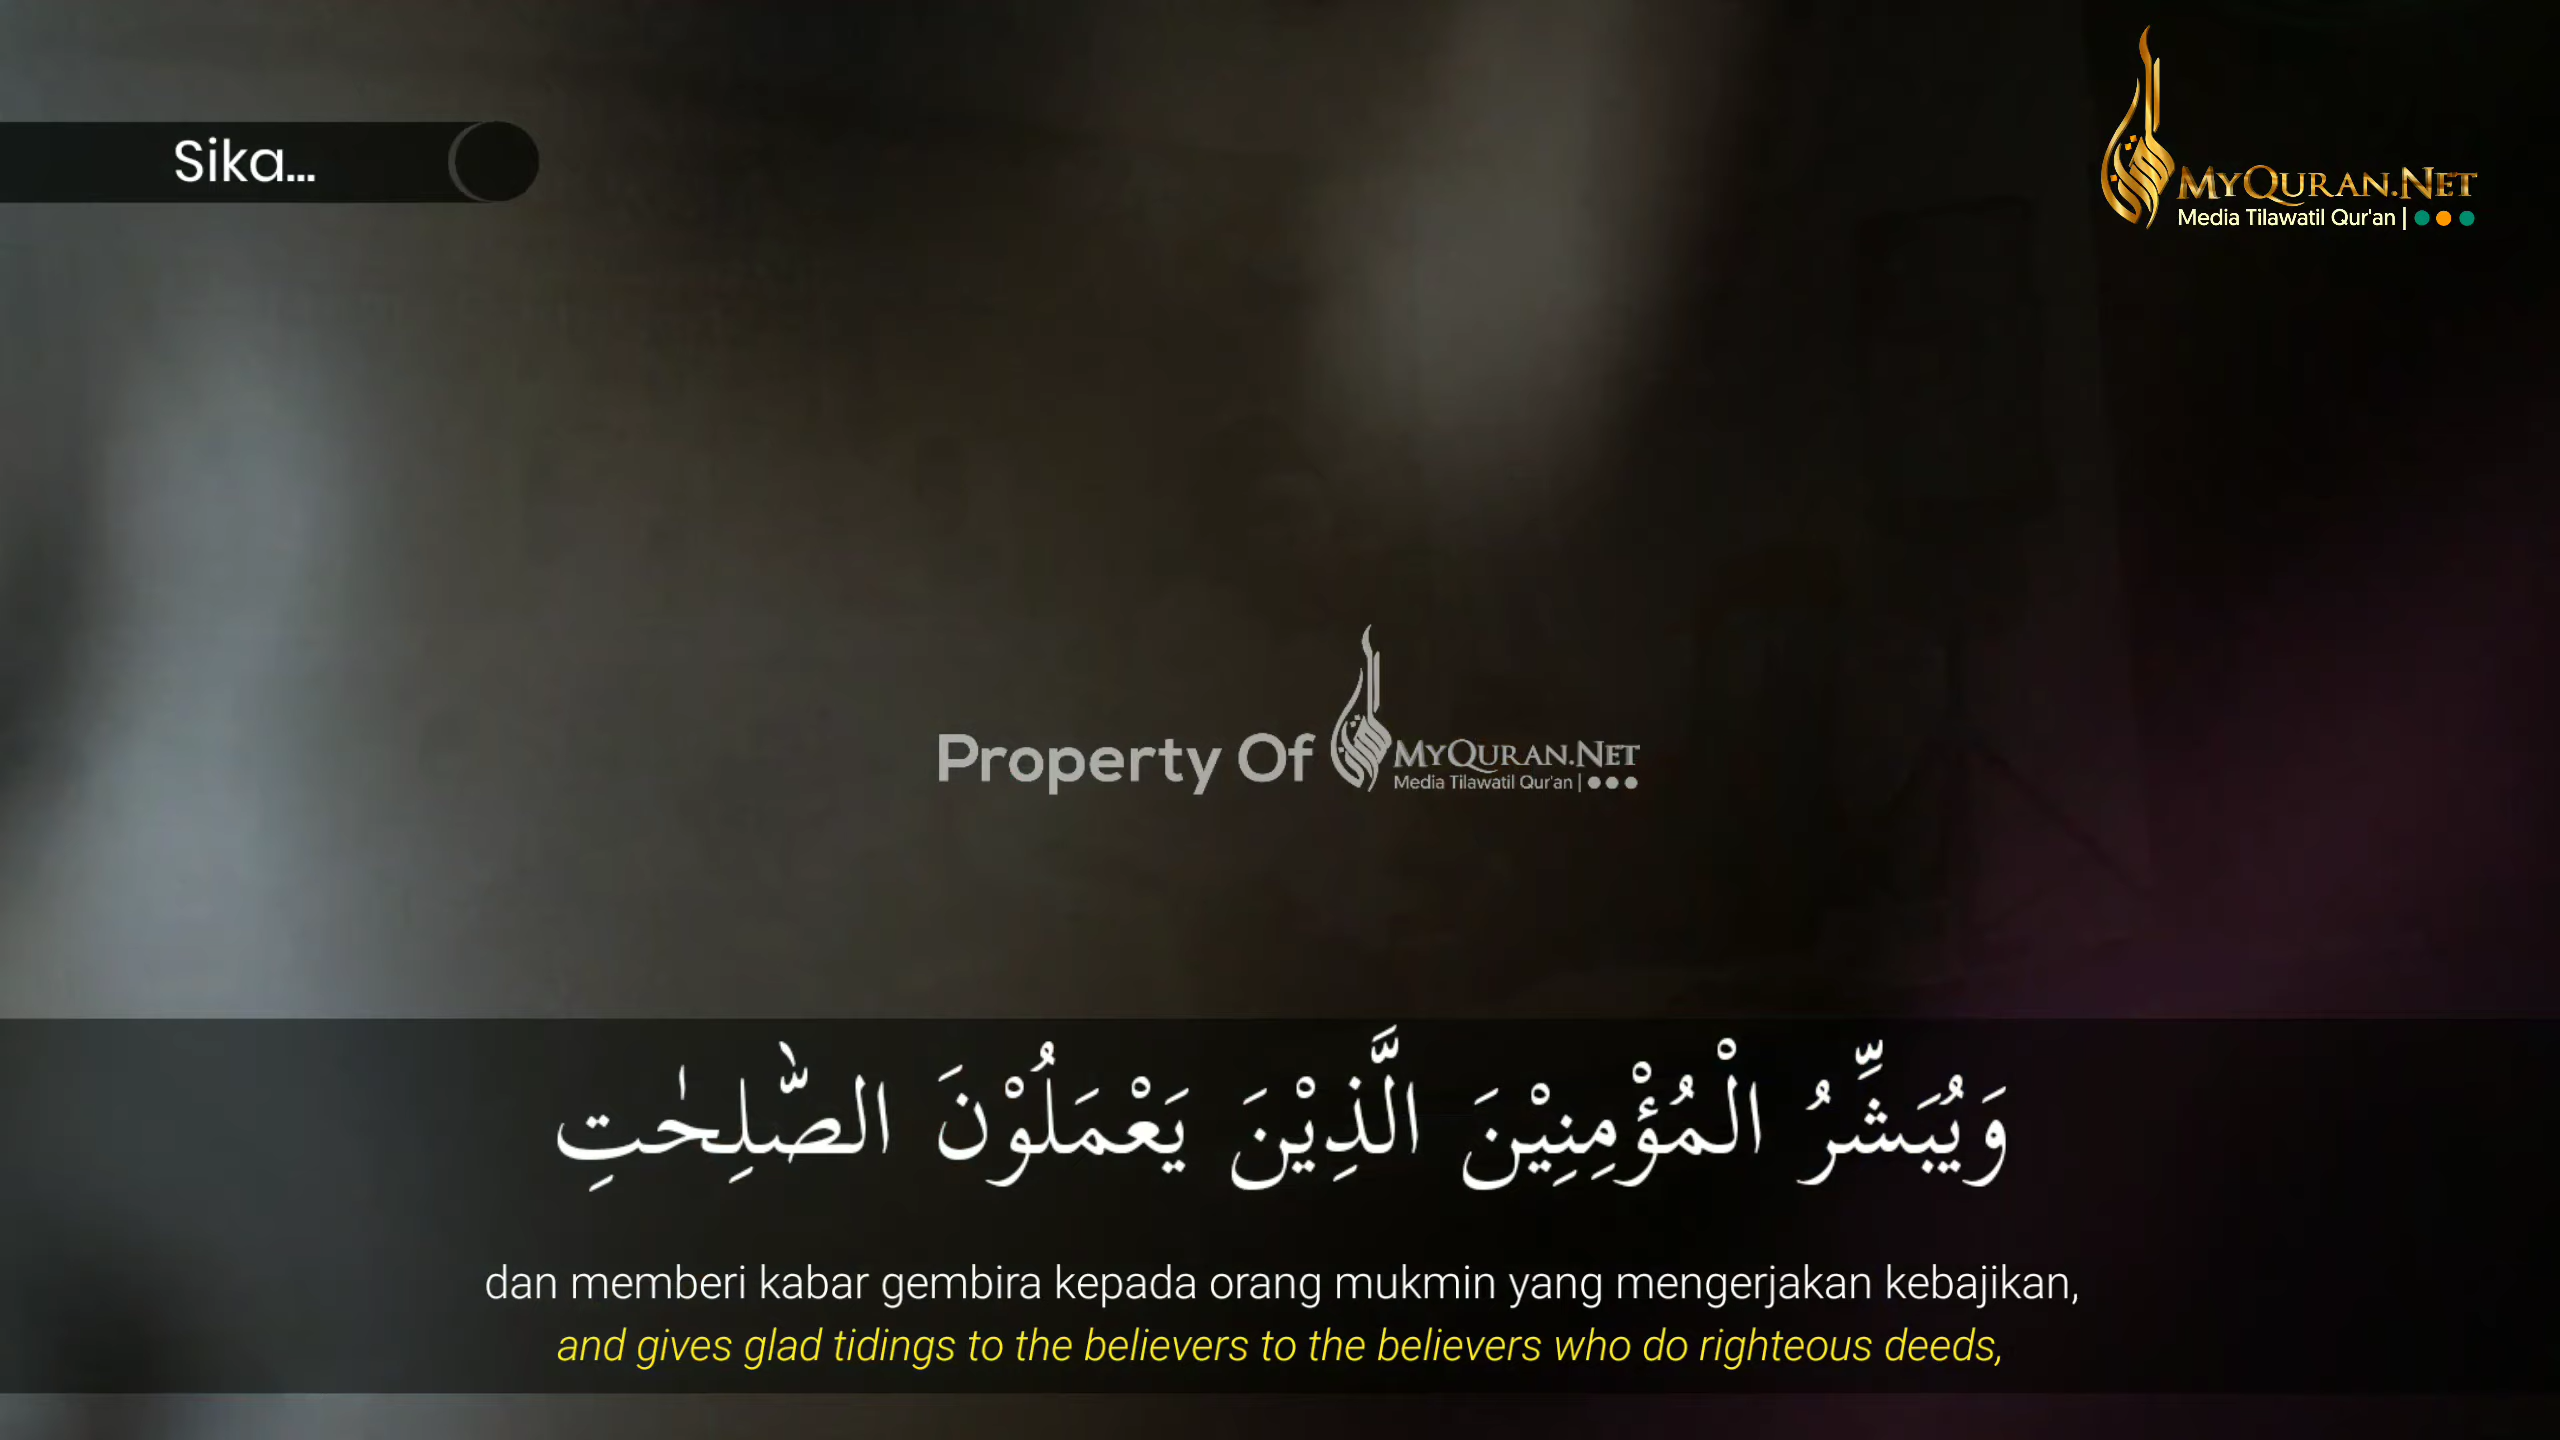 Sika...
MyQuran.Net
Media Tilawatil Qur'an |
Property Of MyQuran.Net
Media Tilawatil Qur'an |
وَيُبَشِّرُ الْمُؤْمِنِيْنَ الَّذِيْنَ يَعْمَلُوْنَ الصّٰلِحٰتِ
dan memberi kabar gembira kepada orang mukmin yang mengerjakan kebajikan,
and gives glad tidings to the believers to the believers who do righteous deeds,